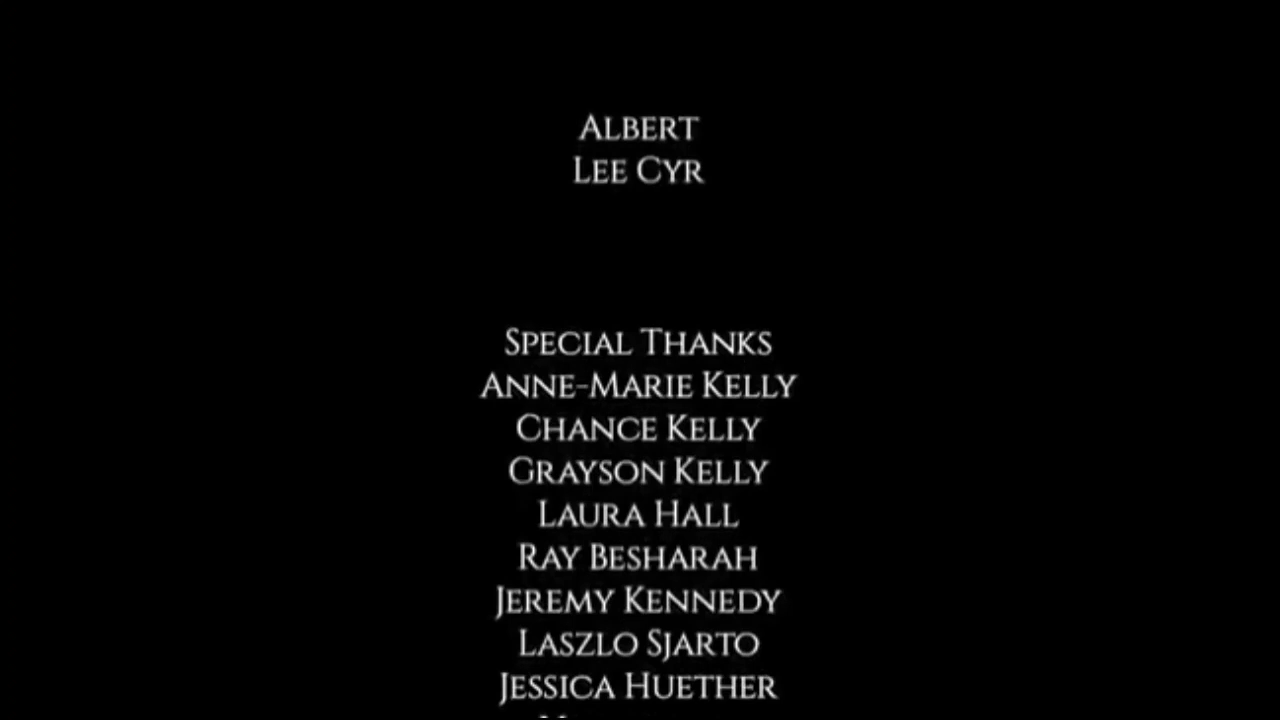 Albert
Lee Cyr
Special Thanks
Anne-Marie Kelly
Chance Kelly
Grayson Kelly
Laura Hall
Ray Besharah
Jeremy Kennedy
Laszlo Sjarto
Jessica Huether